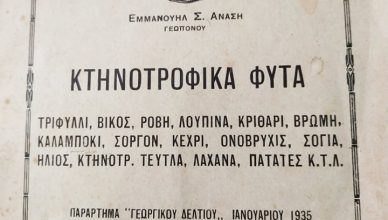 ΕΜΜΑΝΟΥΗΛ Σ. ΑΝΑΣΗ
ΓΕΩΠΟΝΟΥ
ΚΤΗΝΟΤΡΟΦΙΚΑ ΦΥΤΑ
ΤΡΙΦΥΛΛΙ, ΒΙΚΟΣ, ΡΟΒΗ, ΛΟΥΠΙΝΑ, ΚΡΙΘΑΡΙ, ΒΡΩΜΗ,
ΚΑΛΑΜΠΟΚΙ, ΣΟΡΓΟΝ, ΚΕΧΡΙ, ΟΝΟΒΡΥΧΙΣ, ΣΟΓΙΑ,
ΗΛΙΟΣ, ΚΤΗΝΟΤΡ. ΤΕΥΤΛΑ, ΛΑΧΑΝΑ, ΠΑΤΑΤΕΣ Κ.Τ.Λ.
ΠΑΡΑΡΤΗΜΑ "ΓΕΩΡΓΙΚΟΥ ΔΕΛΤΙΟΥ", ΙΑΝΟΥΑΡΙΟΥ 1935